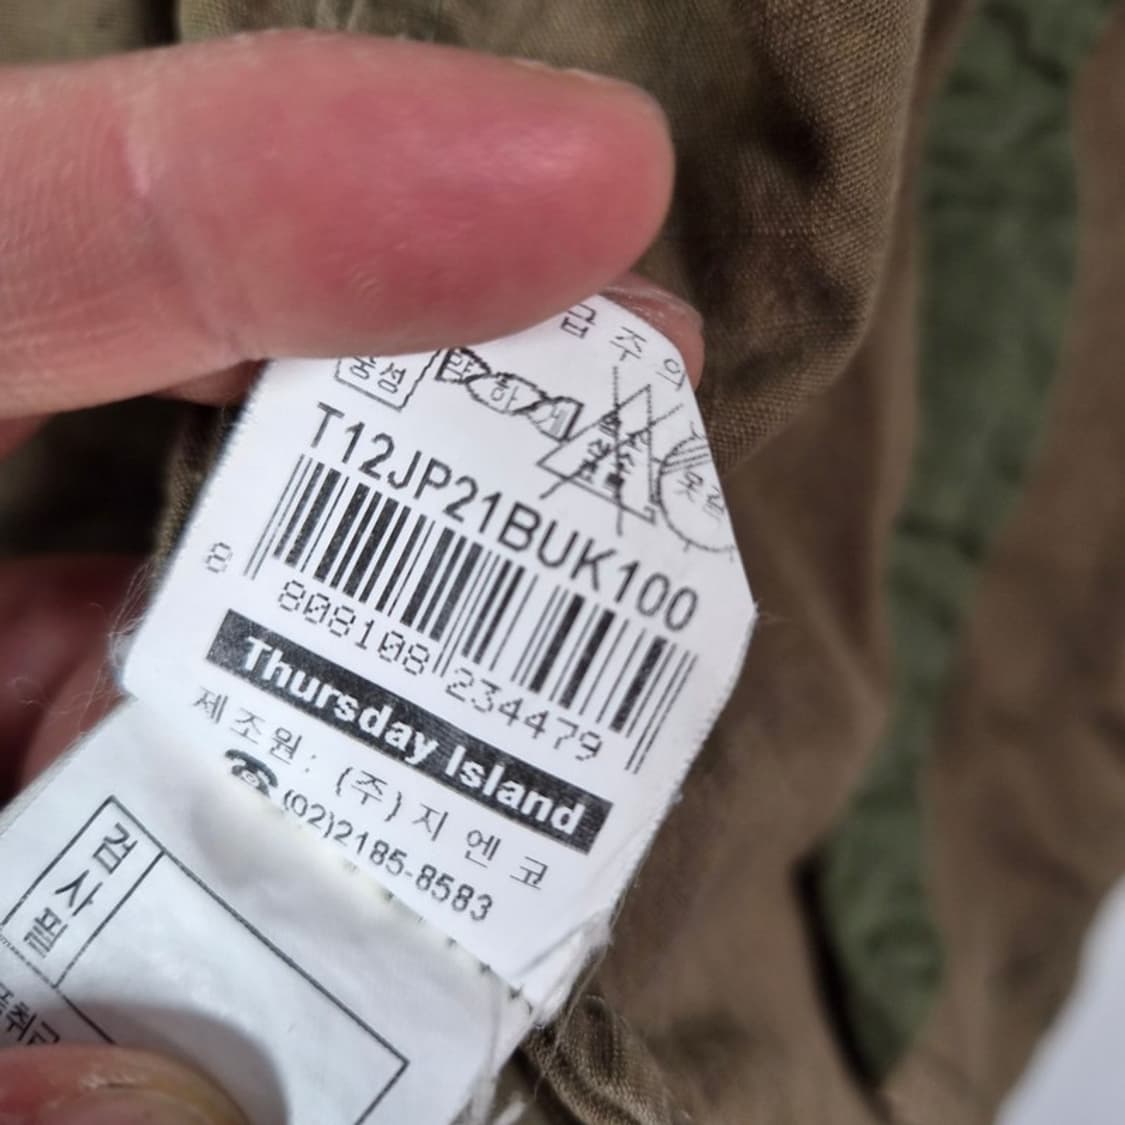 급 주의
중성
약하게
T12JP21BUK100
8 808108 234479
Thursday Island
제조원: (주)지엔코
☎(02)2185-8583
검사필